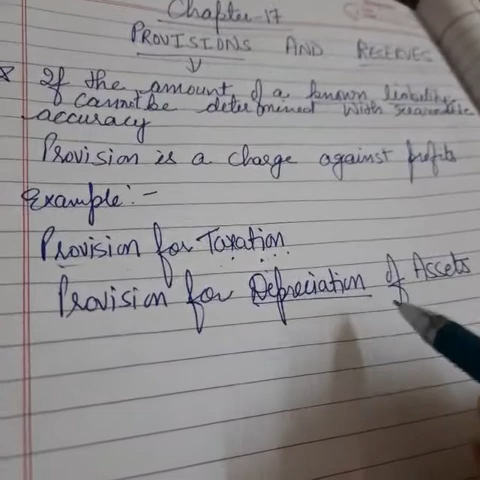 Chapter-17
PROVISIONS AND RESERVES
If the amount of a known liability
cannot be determined with reasonable
accuracy
Provision is a charge against profits
Example:-
Provision for Taxation
Provision for Depreciation of Assets